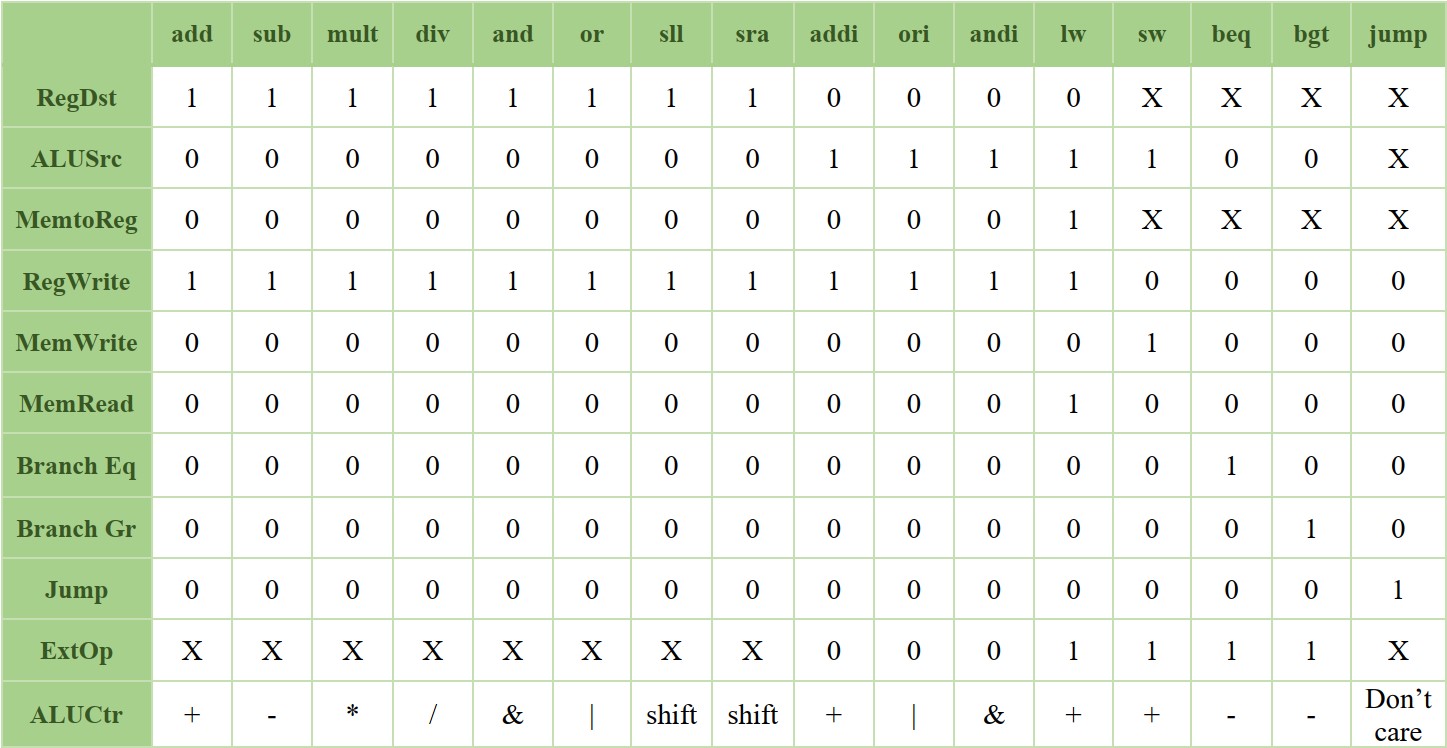 add sub mult div and or sll sra addi ori andi lw sw beq bgt jump
RegDst 1 1 1 1 1 1 1 1 0 0 0 0 X X X X
ALUSrc 0 0 0 0 0 0 0 0 1 1 1 1 1 0 0 X
MemtoReg 0 0 0 0 0 0 0 0 0 0 0 1 X X X X
RegWrite 1 1 1 1 1 1 1 1 1 1 1 1 0 0 0 0
MemWrite 0 0 0 0 0 0 0 0 0 0 0 0 1 0 0 0
MemRead 0 0 0 0 0 0 0 0 0 0 0 1 0 0 0 0
Branch Eq 0 0 0 0 0 0 0 0 0 0 0 0 0 1 0 0
Branch Gr 0 0 0 0 0 0 0 0 0 0 0 0 0 0 1 0
Jump 0 0 0 0 0 0 0 0 0 0 0 0 0 0 0 1
ExtOp X X X X X X X X 0 0 0 1 1 1 1 X
ALUCtr + - * / & | shift shift + | & + + - - Don’t
care